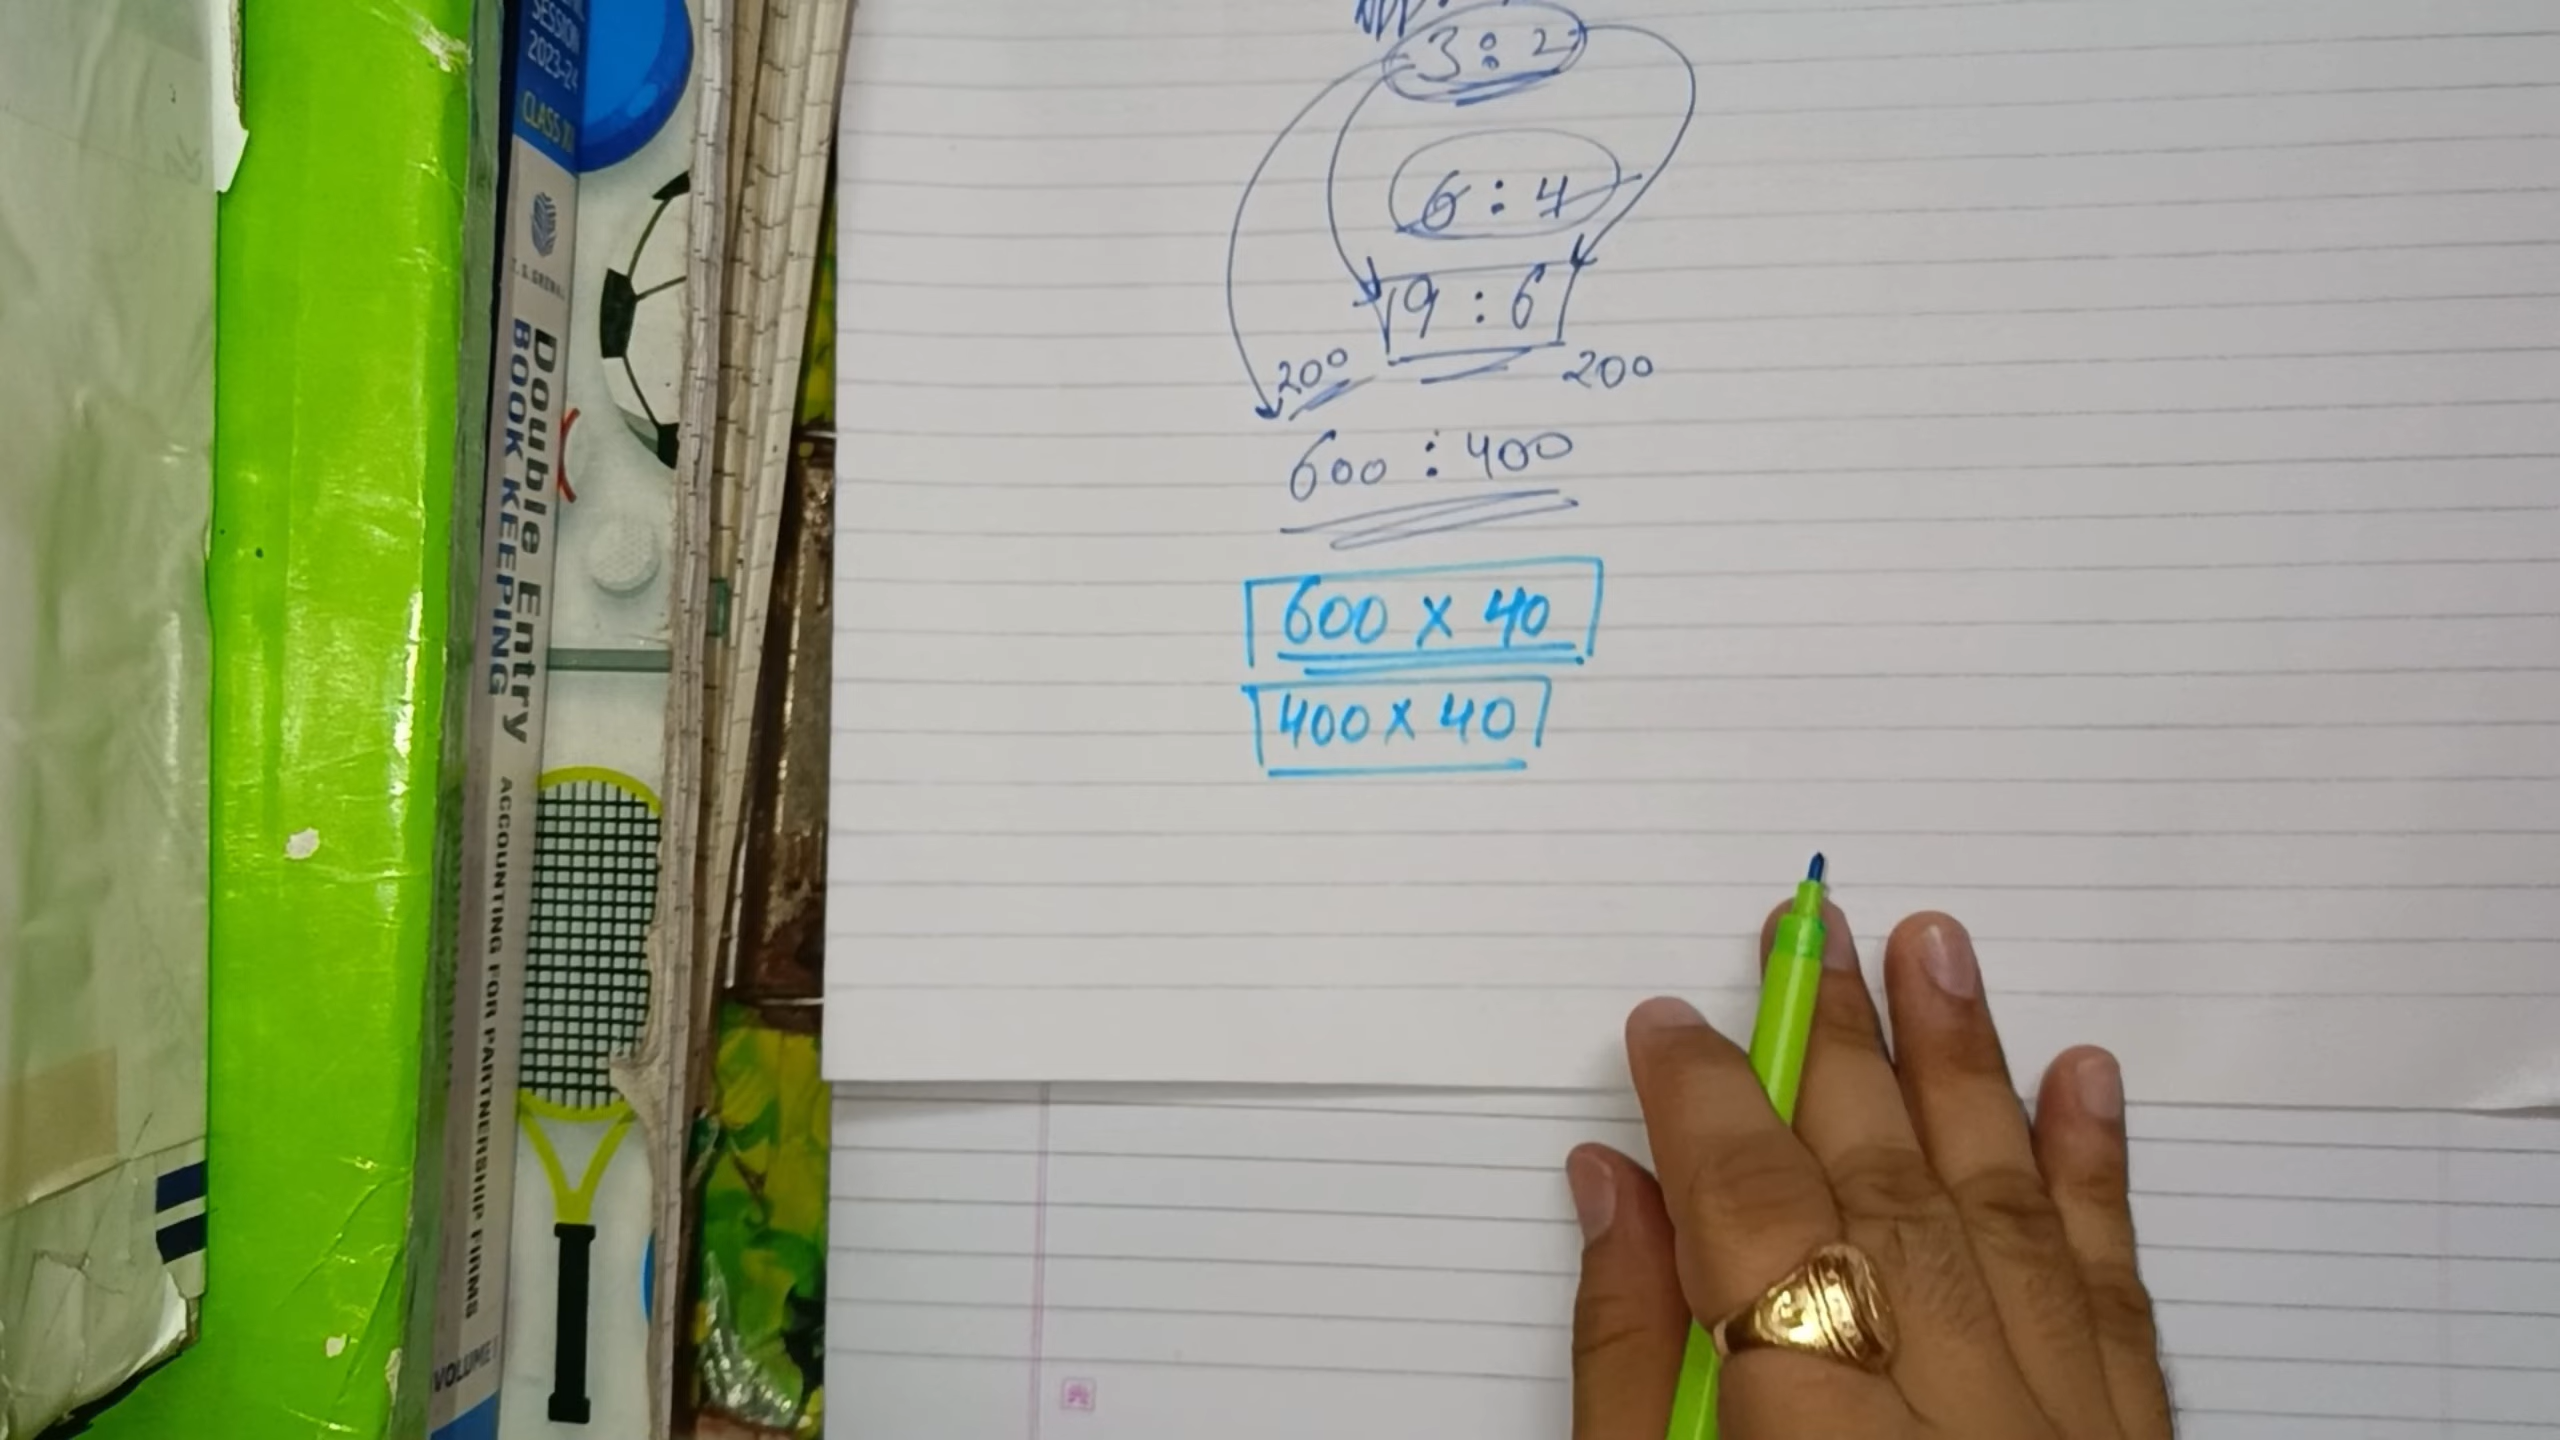 SESSION
2023-24
CLASS XI
T.S. GREWAL
Double Entry
BOOK KEEPING
ACCOUNTING FOR PARTNERSHIP FIRMS
VOLUME I
3 : 2
6 : 4
9 : 6
200 200
600 : 400
600 x 40
400 x 40